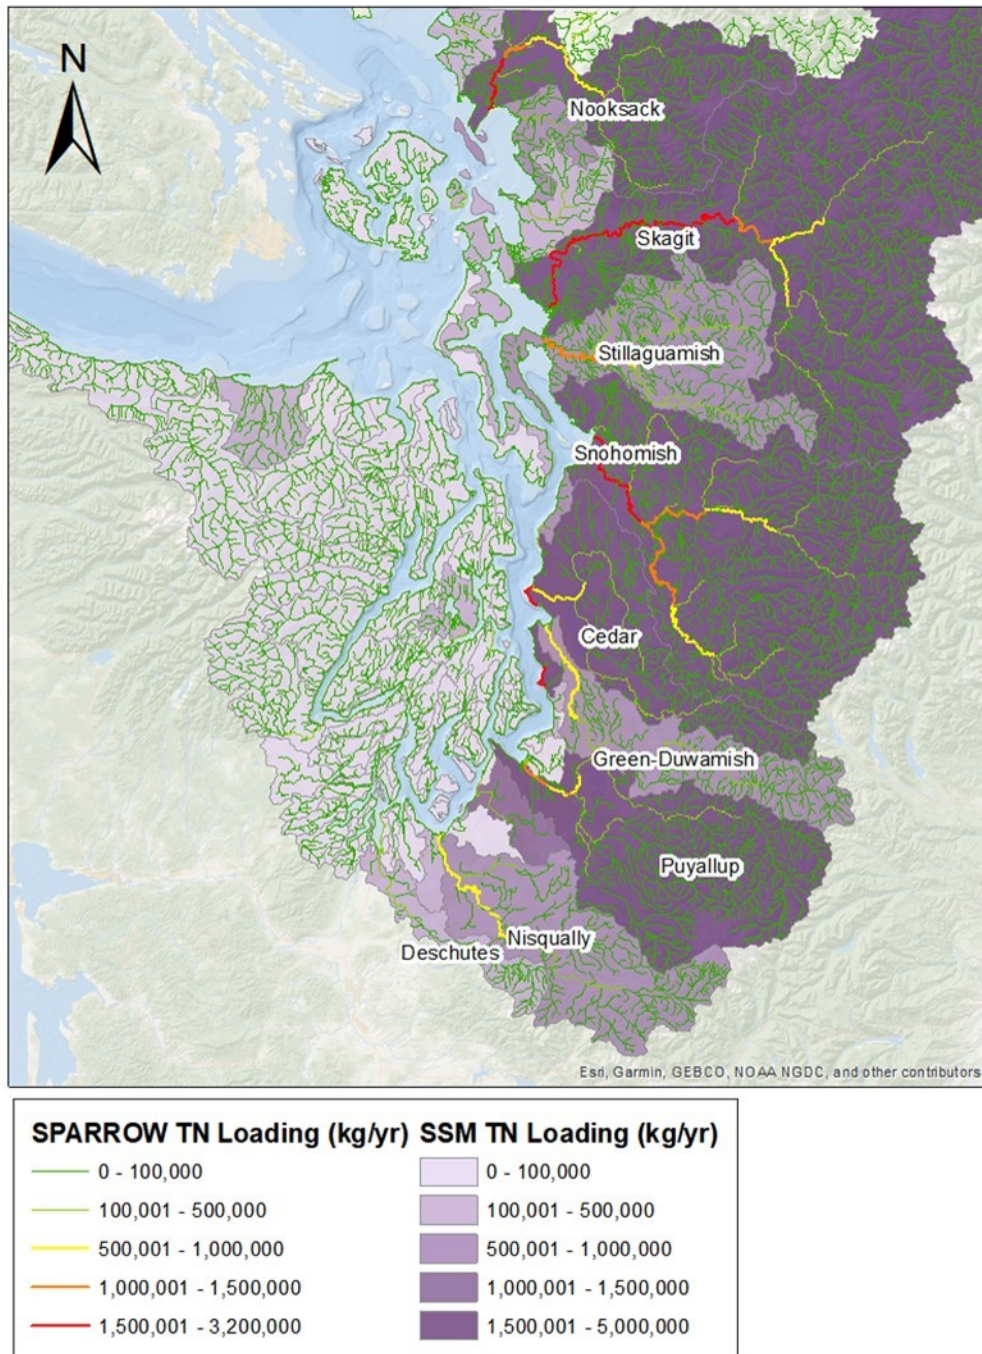 N
Nooksack
Skagit
Stillaguamish
Snohomish
Cedar
Green-Duwamish
Puyallup
Nisqually
Deschutes
Esri, Garmin, GEBCO, NOAA NGDC, and other contributors
SPARROW TN Loading (kg/yr)
0 - 100,000
100,001 - 500,000
500,001 - 1,000,000
1,000,001 - 1,500,000
1,500,001 - 3,200,000
SSM TN Loading (kg/yr)
0 - 100,000
100,001 - 500,000
500,001 - 1,000,000
1,000,001 - 1,500,000
1,500,001 - 5,000,000